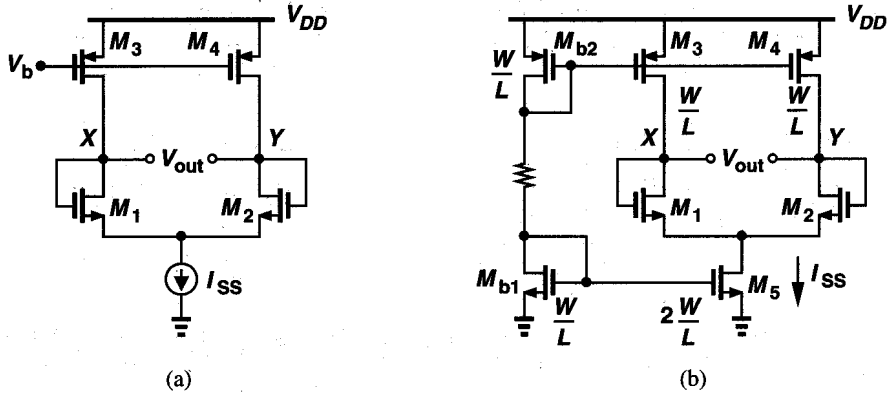 V_DD
M_3
M_4
V_b
X
Y
V_out
M_1
M_2
I_SS
(a)
V_DD
M_b2
M_3
M_4
W/L
W/L
W/L
X
Y
V_out
M_1
M_2
M_b1
M_5
I_SS
W/L
2 W/L
(b)